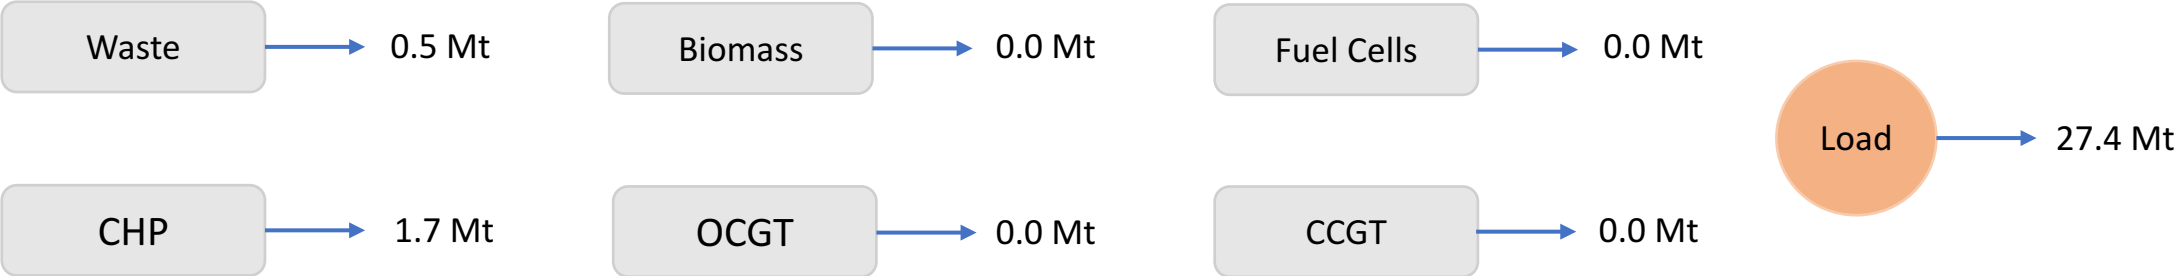 Waste 0.5 Mt
Biomass 0.0 Mt
Fuel Cells 0.0 Mt
Load 27.4 Mt
CHP 1.7 Mt
OCGT 0.0 Mt
CCGT 0.0 Mt